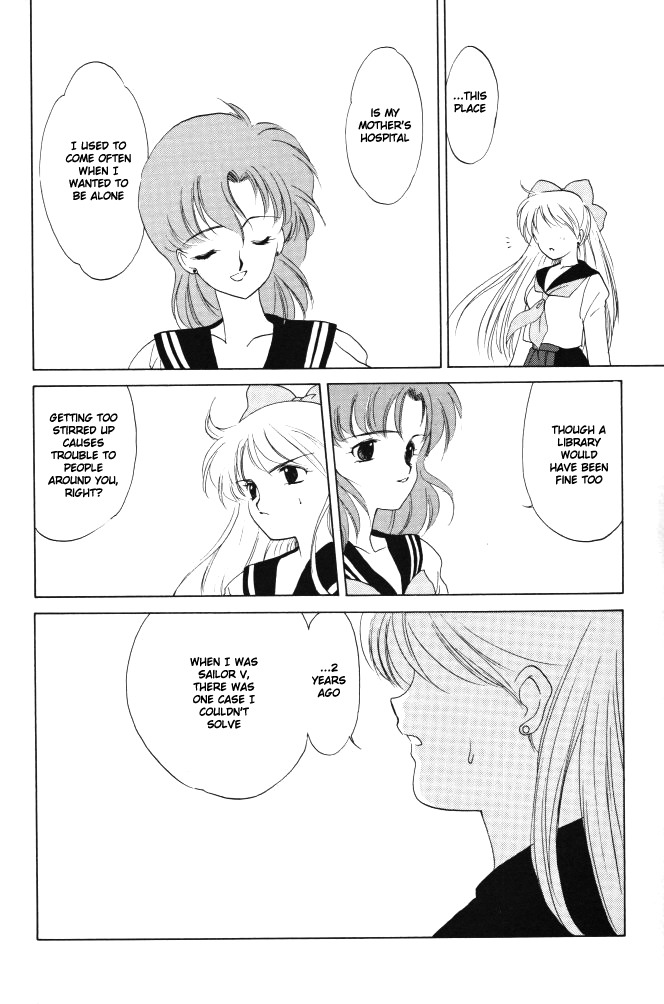 ...THIS
PLACE
IS MY
MOTHER'S
HOSPITAL
I USED TO
COME OFTEN
WHEN I
WANTED TO
BE ALONE
THOUGH A
LIBRARY
WOULD
HAVE BEEN
FINE TOO
GETTING TOO
STIRRED UP
CAUSES
TROUBLE TO
PEOPLE
AROUND YOU,
RIGHT?
...2
YEARS
AGO
WHEN I WAS
SAILOR V,
THERE WAS
ONE CASE I
COULDN'T
SOLVE